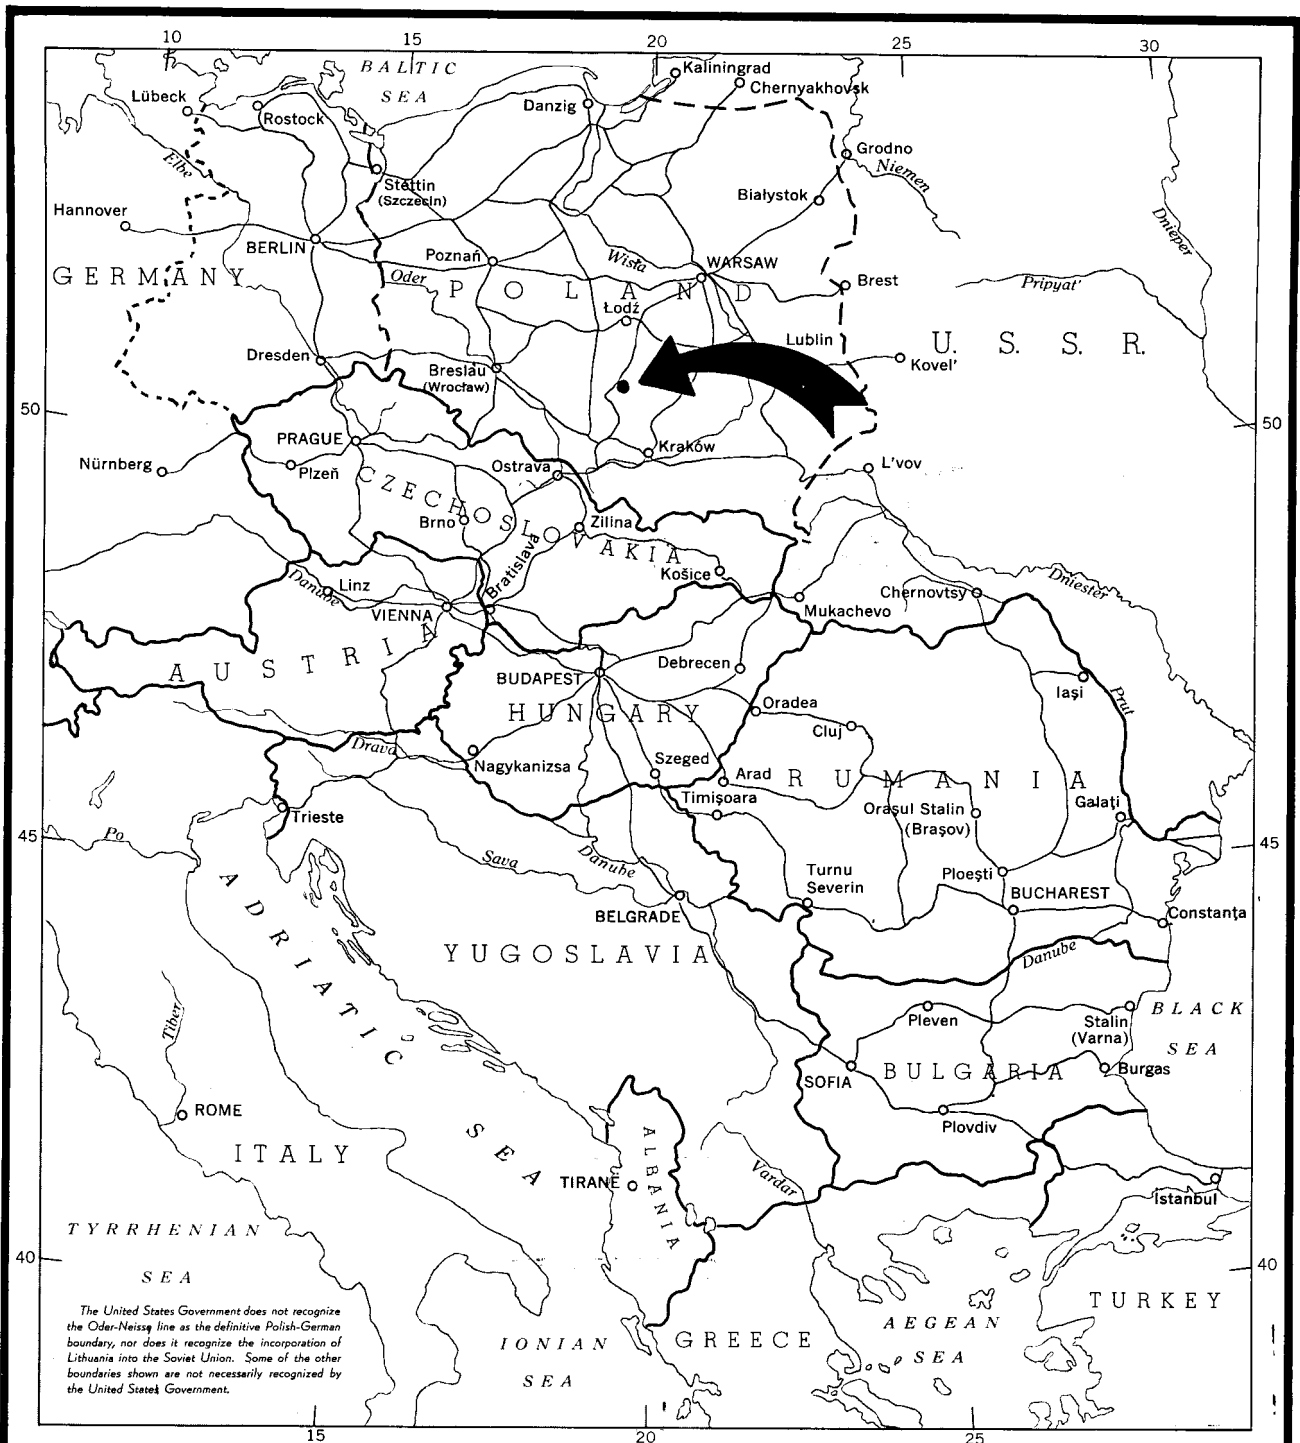 10
15
20
25
30
BALTIC
SEA
Kaliningrad
Chernyakhovsk
Lübeck
Rostock
Danzig
Grodno
Niemen
Elbe
Stettin
(Szczecin)
Białystok
Dnieper
Hannover
BERLIN
Poznań
Wisła
WARSAW
GERMANY
Oder
POLAND
Brest
Pripyat'
Łodź
Lublin
U. S. S. R.
Dresden
Breslau
(Wrocław)
Kovel'
50
50
PRAGUE
Kraków
Nürnberg
Plzeň
Ostrava
L'vov
CZECHOSLOVAKIA
Brno
Zilina
Bratislava
Košice
Dniester
Danube
Linz
VIENNA
Mukachevo
Chernovtsy
AUSTRIA
Debrecen
BUDAPEST
Iaşi
Prut
HUNGARY
Oradea
Cluj
Drava
Nagykanizsa
Szeged
Arad
RUMANIA
Timişoara
Oraşul Stalin
(Braşov)
Galaţi
Trieste
45
Po
45
Sava
Danube
Turnu
Severin
Ploeşti
BUCHAREST
Constanţa
BELGRADE
ADRIATIC
SEA
YUGOSLAVIA
Danube
Tiber
Pleven
Stalin
(Varna)
BLACK
SEA
SOFIA
BULGARIA
Burgas
ROME
Plovdiv
ITALY
ALBANIA
TIRANE
Vardar
Istanbul
TYRRHENIAN
SEA
40
40
TURKEY
The United States Government does not recognize
the Oder-Neisse line as the definitive Polish-German
boundary, nor does it recognize the incorporation of
Lithuania into the Soviet Union. Some of the other
boundaries shown are not necessarily recognized by
the United States Government.
IONIAN
SEA
GREECE
AEGEAN
SEA
15
20
25